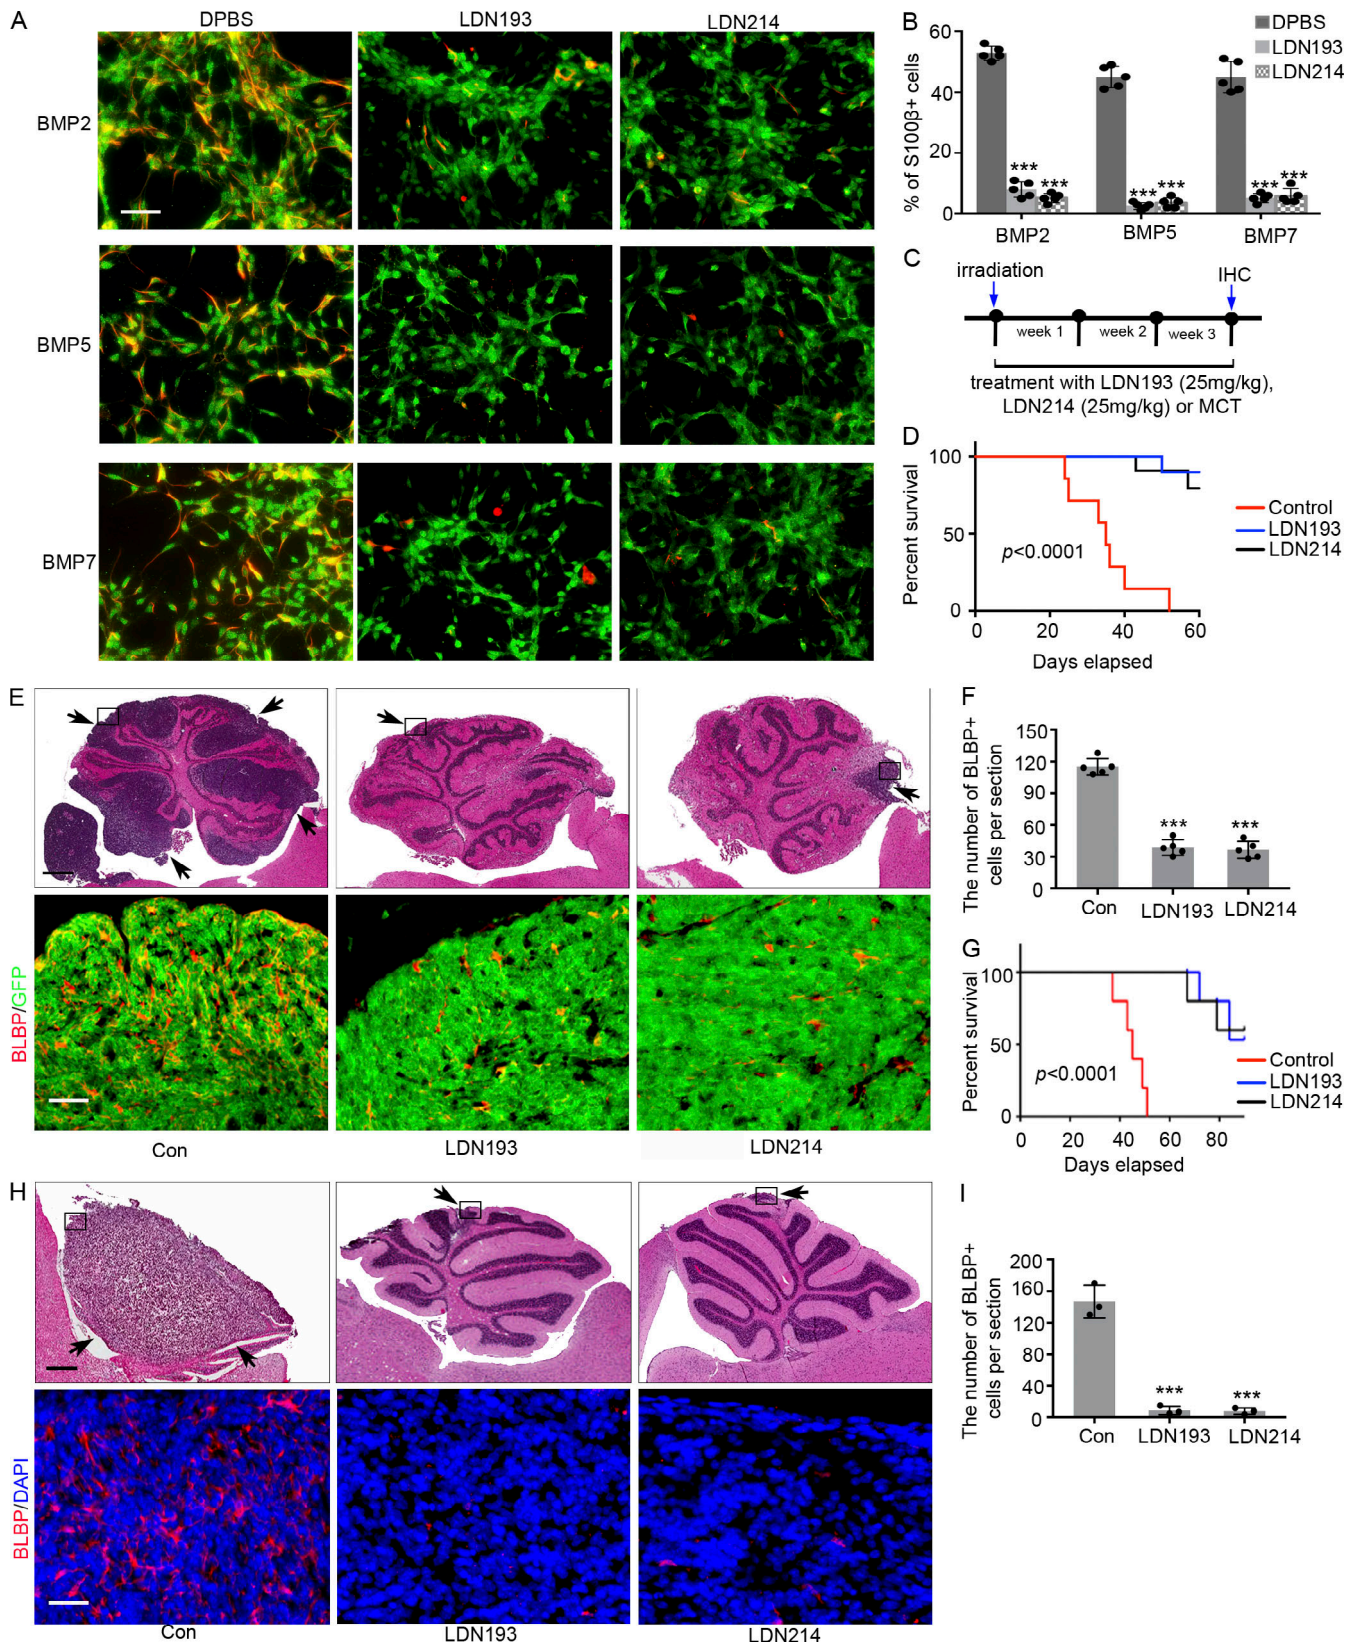 A
DPBS
LDN193
LDN214
BMP2
BMP5
BMP7
B
% of S100β+ cells
60
40
20
0
DPBS
LDN193
LDN214
***
***
***
***
***
***
BMP2
BMP5
BMP7
C
irradiation
IHC
week 1
week 2
week 3
treatment with LDN193 (25mg/kg),
LDN214 (25mg/kg) or MCT
D
Percent survival
100
50
0
p<0.0001
Control
LDN193
LDN214
0
20
40
60
Days elapsed
E
BLBP/GFP
Con
LDN193
LDN214
F
The number of BLBP+
cells per section
150
120
90
60
30
0
***
***
Con
LDN193
LDN214
G
Percent survival
100
50
0
p<0.0001
Control
LDN193
LDN214
0
20
40
60
80
Days elapsed
H
BLBP/DAPI
Con
LDN193
LDN214
I
The number of BLBP+
cells per section
200
160
120
80
40
0
***
***
Con
LDN193
LDN214